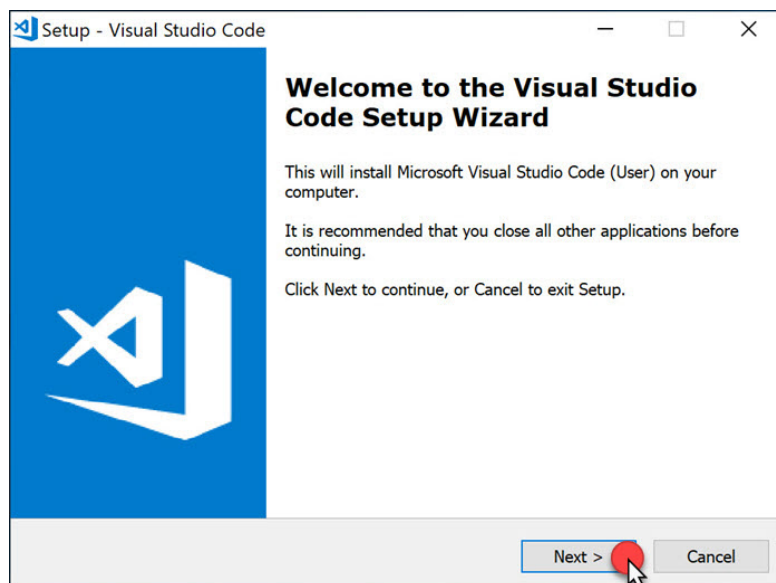 Setup - Visual Studio Code
Welcome to the Visual Studio
Code Setup Wizard
This will install Microsoft Visual Studio Code (User) on your
computer.
It is recommended that you close all other applications before
continuing.
Click Next to continue, or Cancel to exit Setup.
Next >
Cancel